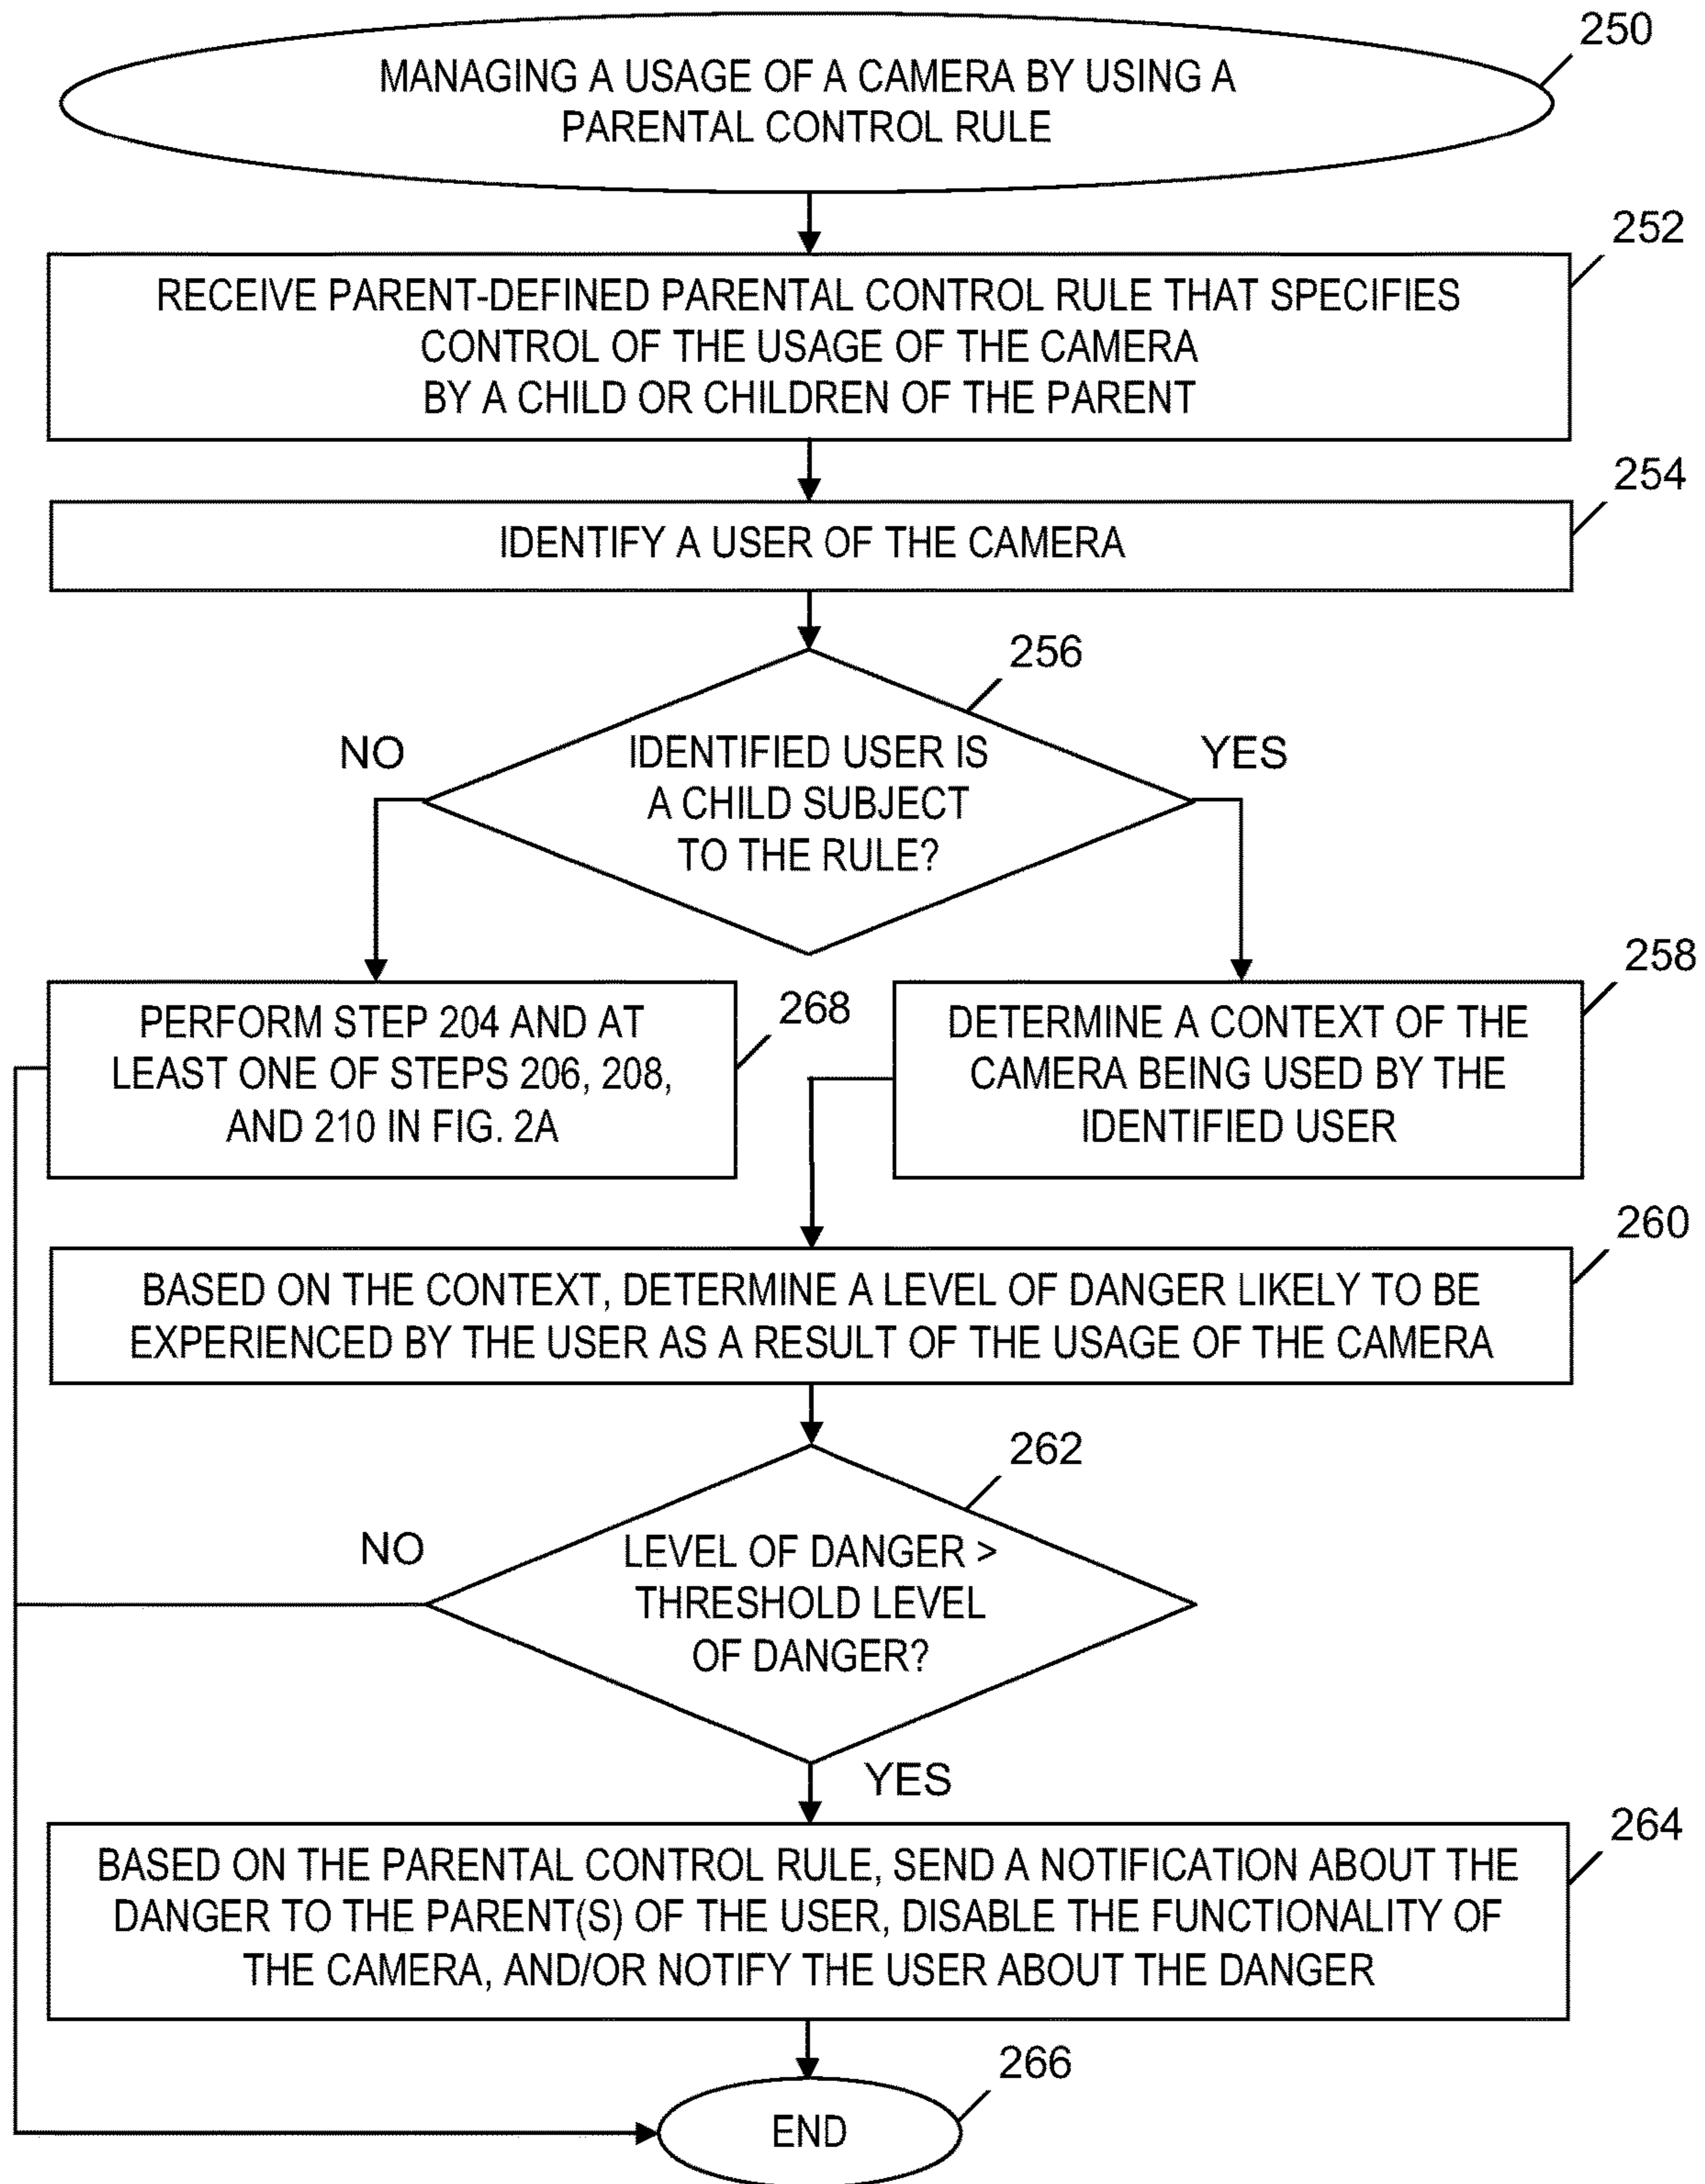 250
MANAGING A USAGE OF A CAMERA BY USING A
PARENTAL CONTROL RULE
252
RECEIVE PARENT-DEFINED PARENTAL CONTROL RULE THAT SPECIFIES
CONTROL OF THE USAGE OF THE CAMERA
BY A CHILD OR CHILDREN OF THE PARENT
254
IDENTIFY A USER OF THE CAMERA
256
IDENTIFIED USER IS
A CHILD SUBJECT
TO THE RULE?
NO
YES
268
PERFORM STEP 204 AND AT
LEAST ONE OF STEPS 206, 208,
AND 210 IN FIG. 2A
258
DETERMINE A CONTEXT OF THE
CAMERA BEING USED BY THE
IDENTIFIED USER
260
BASED ON THE CONTEXT, DETERMINE A LEVEL OF DANGER LIKELY TO BE
EXPERIENCED BY THE USER AS A RESULT OF THE USAGE OF THE CAMERA
262
LEVEL OF DANGER >
THRESHOLD LEVEL
OF DANGER?
NO
YES
264
BASED ON THE PARENTAL CONTROL RULE, SEND A NOTIFICATION ABOUT THE
DANGER TO THE PARENT(S) OF THE USER, DISABLE THE FUNCTIONALITY OF
THE CAMERA, AND/OR NOTIFY THE USER ABOUT THE DANGER
266
END